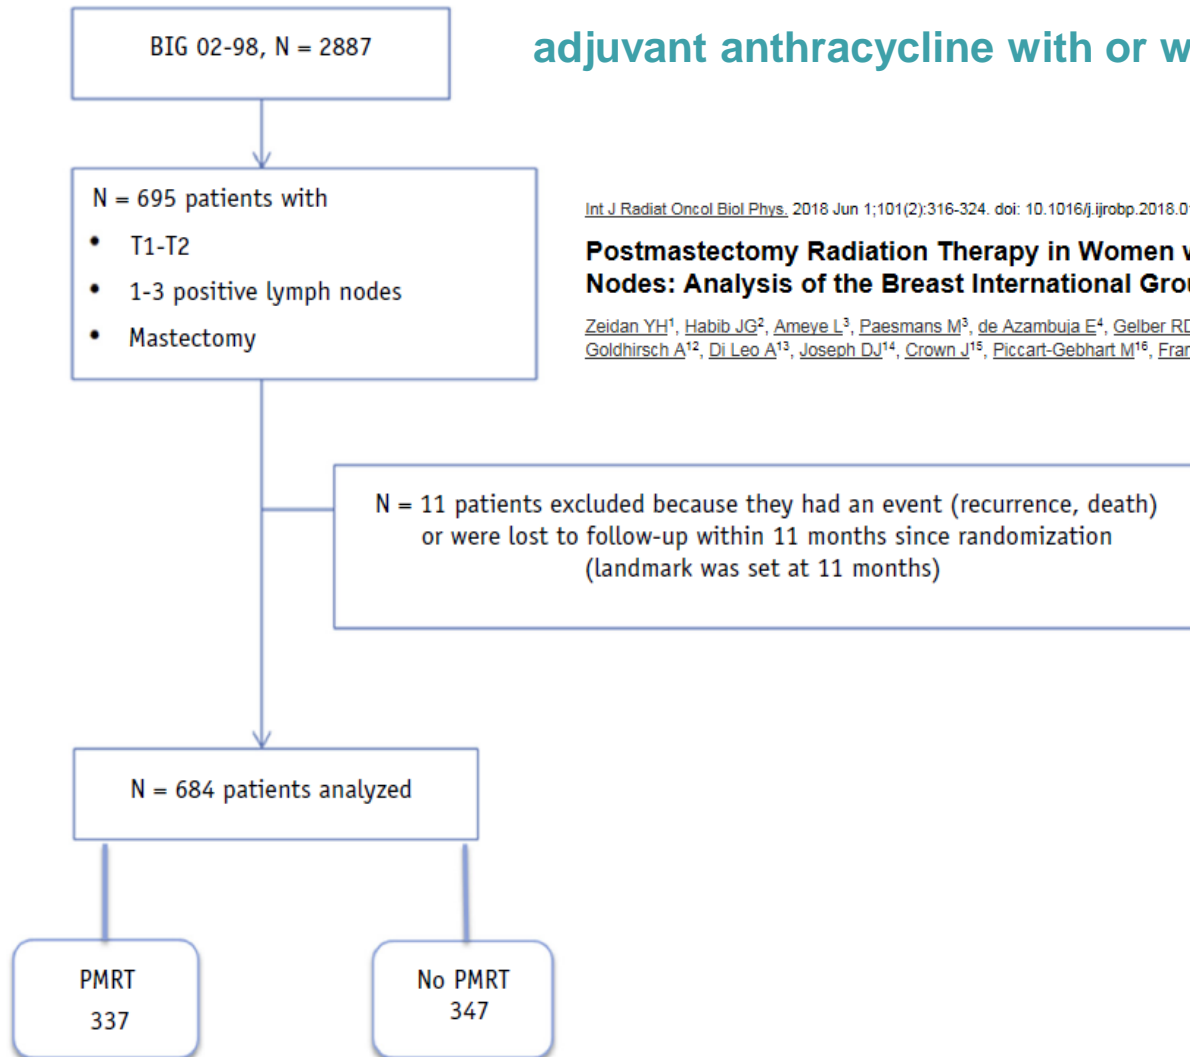 BIG 02-98, N = 2887
adjuvant anthracycline with or w
N = 695 patients with
• T1-T2
• 1-3 positive lymph nodes
• Mastectomy
Int J Radiat Oncol Biol Phys. 2018 Jun 1;101(2):316-324. doi: 10.1016/j.ijrobp.2018.0
Postmastectomy Radiation Therapy in Women
Nodes: Analysis of the Breast International Grou
Zeidan YH1, Habib JG2, Ameye L3, Paesmans M3, de Azambuja E4, Gelber RD
Goldhirsch A12, Di Leo A13, Joseph DJ14, Crown J15, Piccart-Gebhart M16, Fran
N = 11 patients excluded because they had an event (recurrence, death)
or were lost to follow-up within 11 months since randomization
(landmark was set at 11 months)
N = 684 patients analyzed
PMRT
337
No PMRT
347